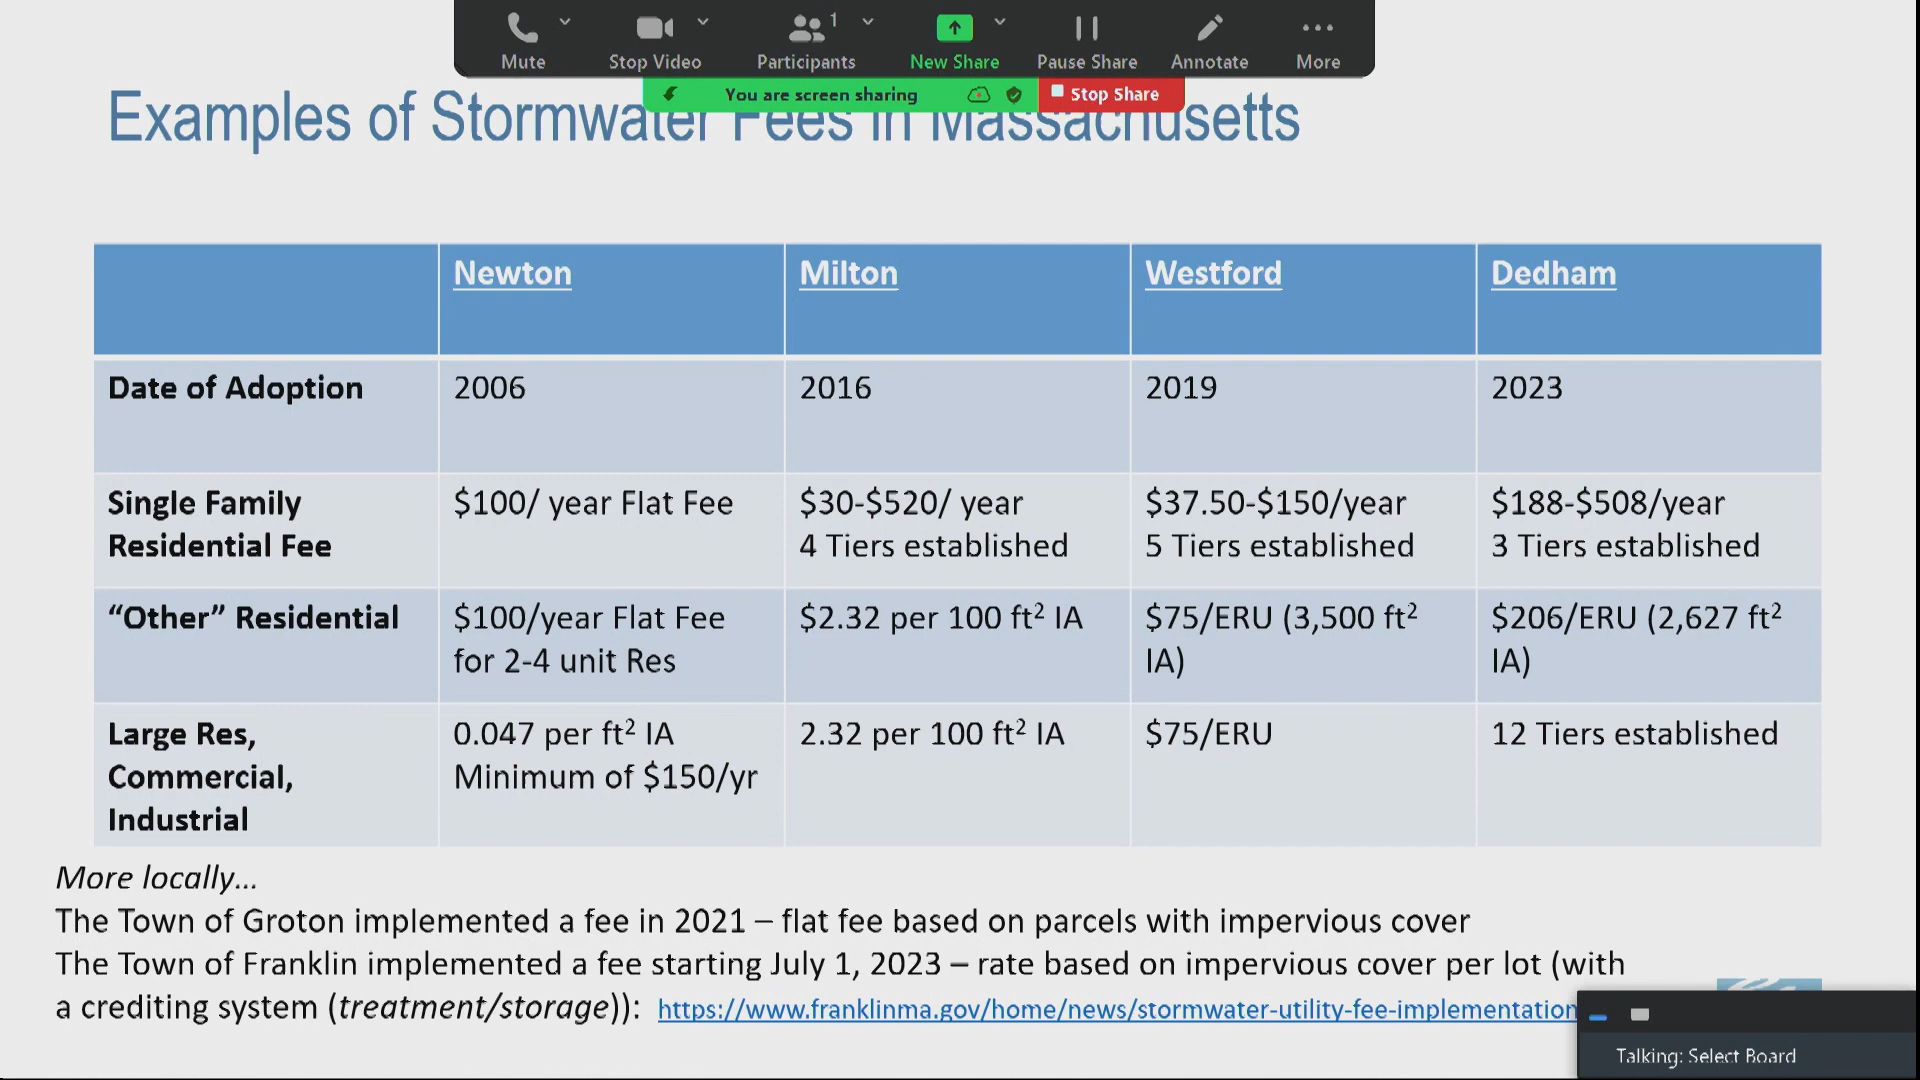 Mute
Stop Video
Participants
1
New Share
Pause Share
Annotate
More
You are screen sharing
Stop Share
Examples of Stormwater Fees in Massachusetts
Newton
Milton
Westford
Dedham
Date of Adoption
2006
2016
2019
2023
Single Family
Residential Fee
$100/ year Flat Fee
$30-$520/ year
4 Tiers established
$37.50-$150/year
5 Tiers established
$188-$508/year
3 Tiers established
“Other” Residential
$100/year Flat Fee
for 2-4 unit Res
$2.32 per 100 ft² IA
$75/ERU (3,500 ft²
IA)
$206/ERU (2,627 ft²
IA)
Large Res,
Commercial,
Industrial
0.047 per ft² IA
Minimum of $150/yr
2.32 per 100 ft² IA
$75/ERU
12 Tiers established
More locally...
The Town of Groton implemented a fee in 2021 – flat fee based on parcels with impervious cover
The Town of Franklin implemented a fee starting July 1, 2023 – rate based on impervious cover per lot (with
a crediting system (treatment/storage)): https://www.franklinma.gov/home/news/stormwater-utility-fee-implementation
Talking: Select Board